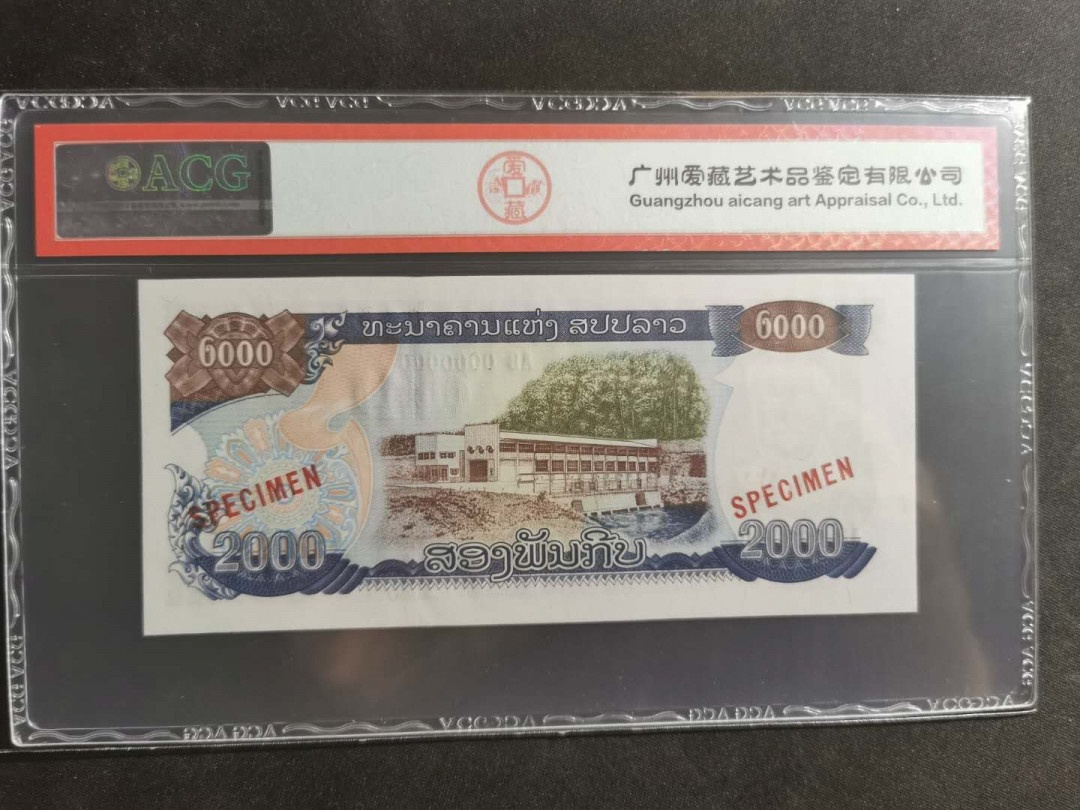 ACG
爱藏
广州爱藏艺术品鉴定有限公司
Guangzhou aicang art Appraisal Co., Ltd.
ທະນາຄານແຫ່ງ ສປປລາວ
໒໐໐໐
໒໐໐໐
SPECIMEN
SPECIMEN
2000
ສອງພັນກີບ
2000